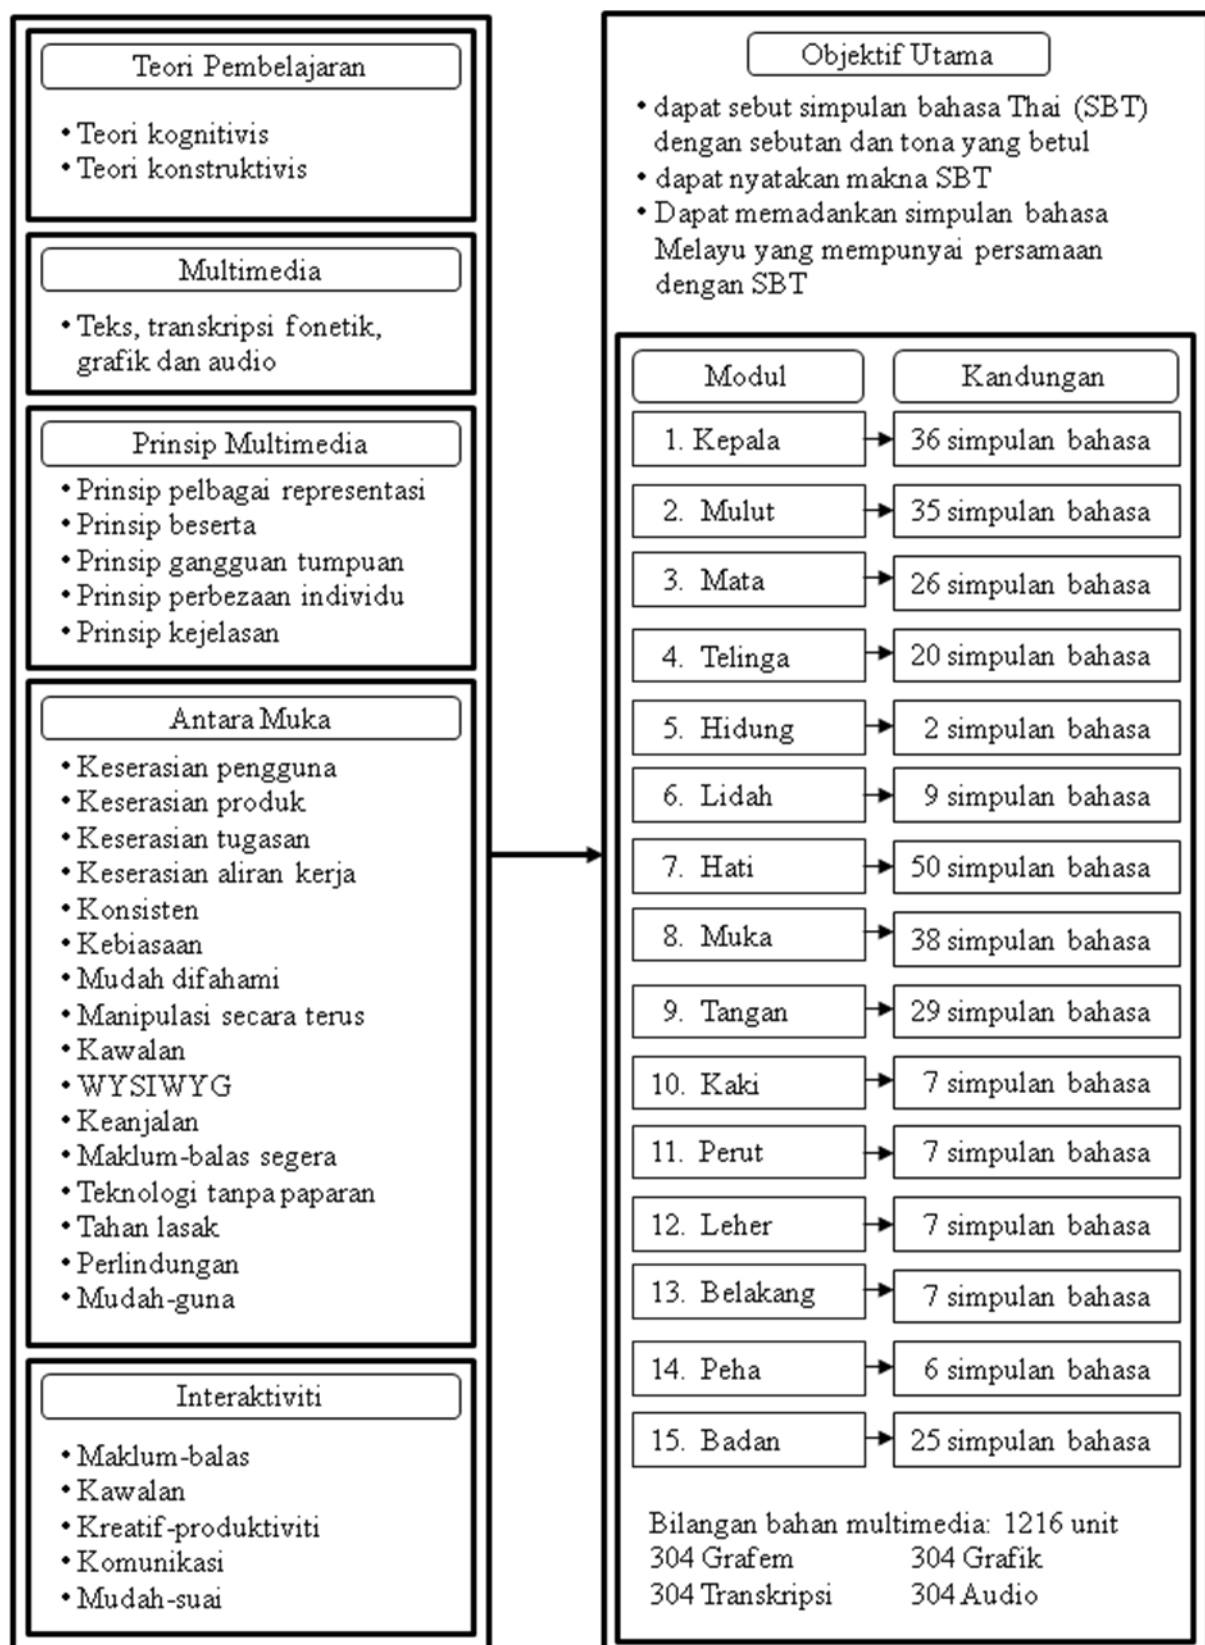 Teori Pembelajaran
• Teori kognitivis
• Teori konstruktivis
Multimedia
• Teks, transkripsi fonetik,
grafik dan audio
Prinsip Multimedia
• Prinsip pelbagai representasi
• Prinsip beserta
• Prinsip gangguan tumpuan
• Prinsip perbezaan individu
• Prinsip kejelasan
Antara Muka
• Keserasian pengguna
• Keserasian produk
• Keserasian tugasan
• Keserasian aliran kerja
• Konsisten
• Kebiasaan
• Mudah difahami
• Manipulasi secara terus
• Kawalan
• WYSIWYG
• Keanjalan
• Maklum-balas segera
• Teknologi tanpa paparan
• Tahan lasak
• Perlindungan
• Mudah-guna
Interaktiviti
• Maklum-balas
• Kawalan
• Kreatif-produktiviti
• Komunikasi
• Mudah-suai
Objektif Utama
• dapat sebut simpulan bahasa Thai (SBT)
dengan sebutan dan tona yang betul
• dapat nyatakan makna SBT
• Dapat memadankan simpulan bahasa
Melayu yang mempunyai persamaan
dengan SBT
Modul Kandungan
1. Kepala 36 simpulan bahasa
2. Mulut 35 simpulan bahasa
3. Mata 26 simpulan bahasa
4. Telinga 20 simpulan bahasa
5. Hidung 2 simpulan bahasa
6. Lidah 9 simpulan bahasa
7. Hati 50 simpulan bahasa
8. Muka 38 simpulan bahasa
9. Tangan 29 simpulan bahasa
10. Kaki 7 simpulan bahasa
11. Perut 7 simpulan bahasa
12. Leher 7 simpulan bahasa
13. Belakang 7 simpulan bahasa
14. Peha 6 simpulan bahasa
15. Badan 25 simpulan bahasa
Bilangan bahan multimedia: 1216 unit
304 Grafem 304 Grafik
304 Transkripsi 304 Audio